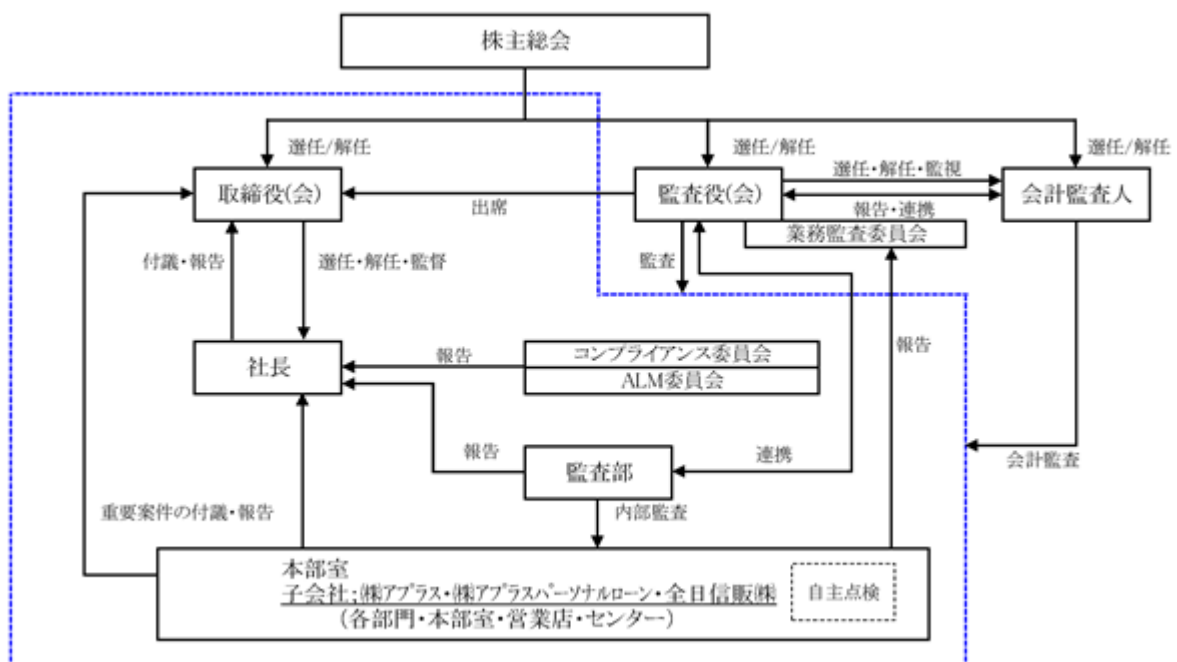 株主総会
選任/解任
選任/解任
選任/解任
取締役(会)
監査役(会)
選任・解任・監視
会計監査人
出席
報告・連携
業務監査委員会
付議・報告
選任・解任・監督
監査
社長
報告
コンプライアンス委員会
ALM委員会
報告
報告
監査部
連携
会計監査
重要案件の付議・報告
内部監査
本部室
子会社;㈱アプラス・㈱アプラスパーソナルローン・全日信販㈱
(各部門・本部室・営業店・センター)
自主点検